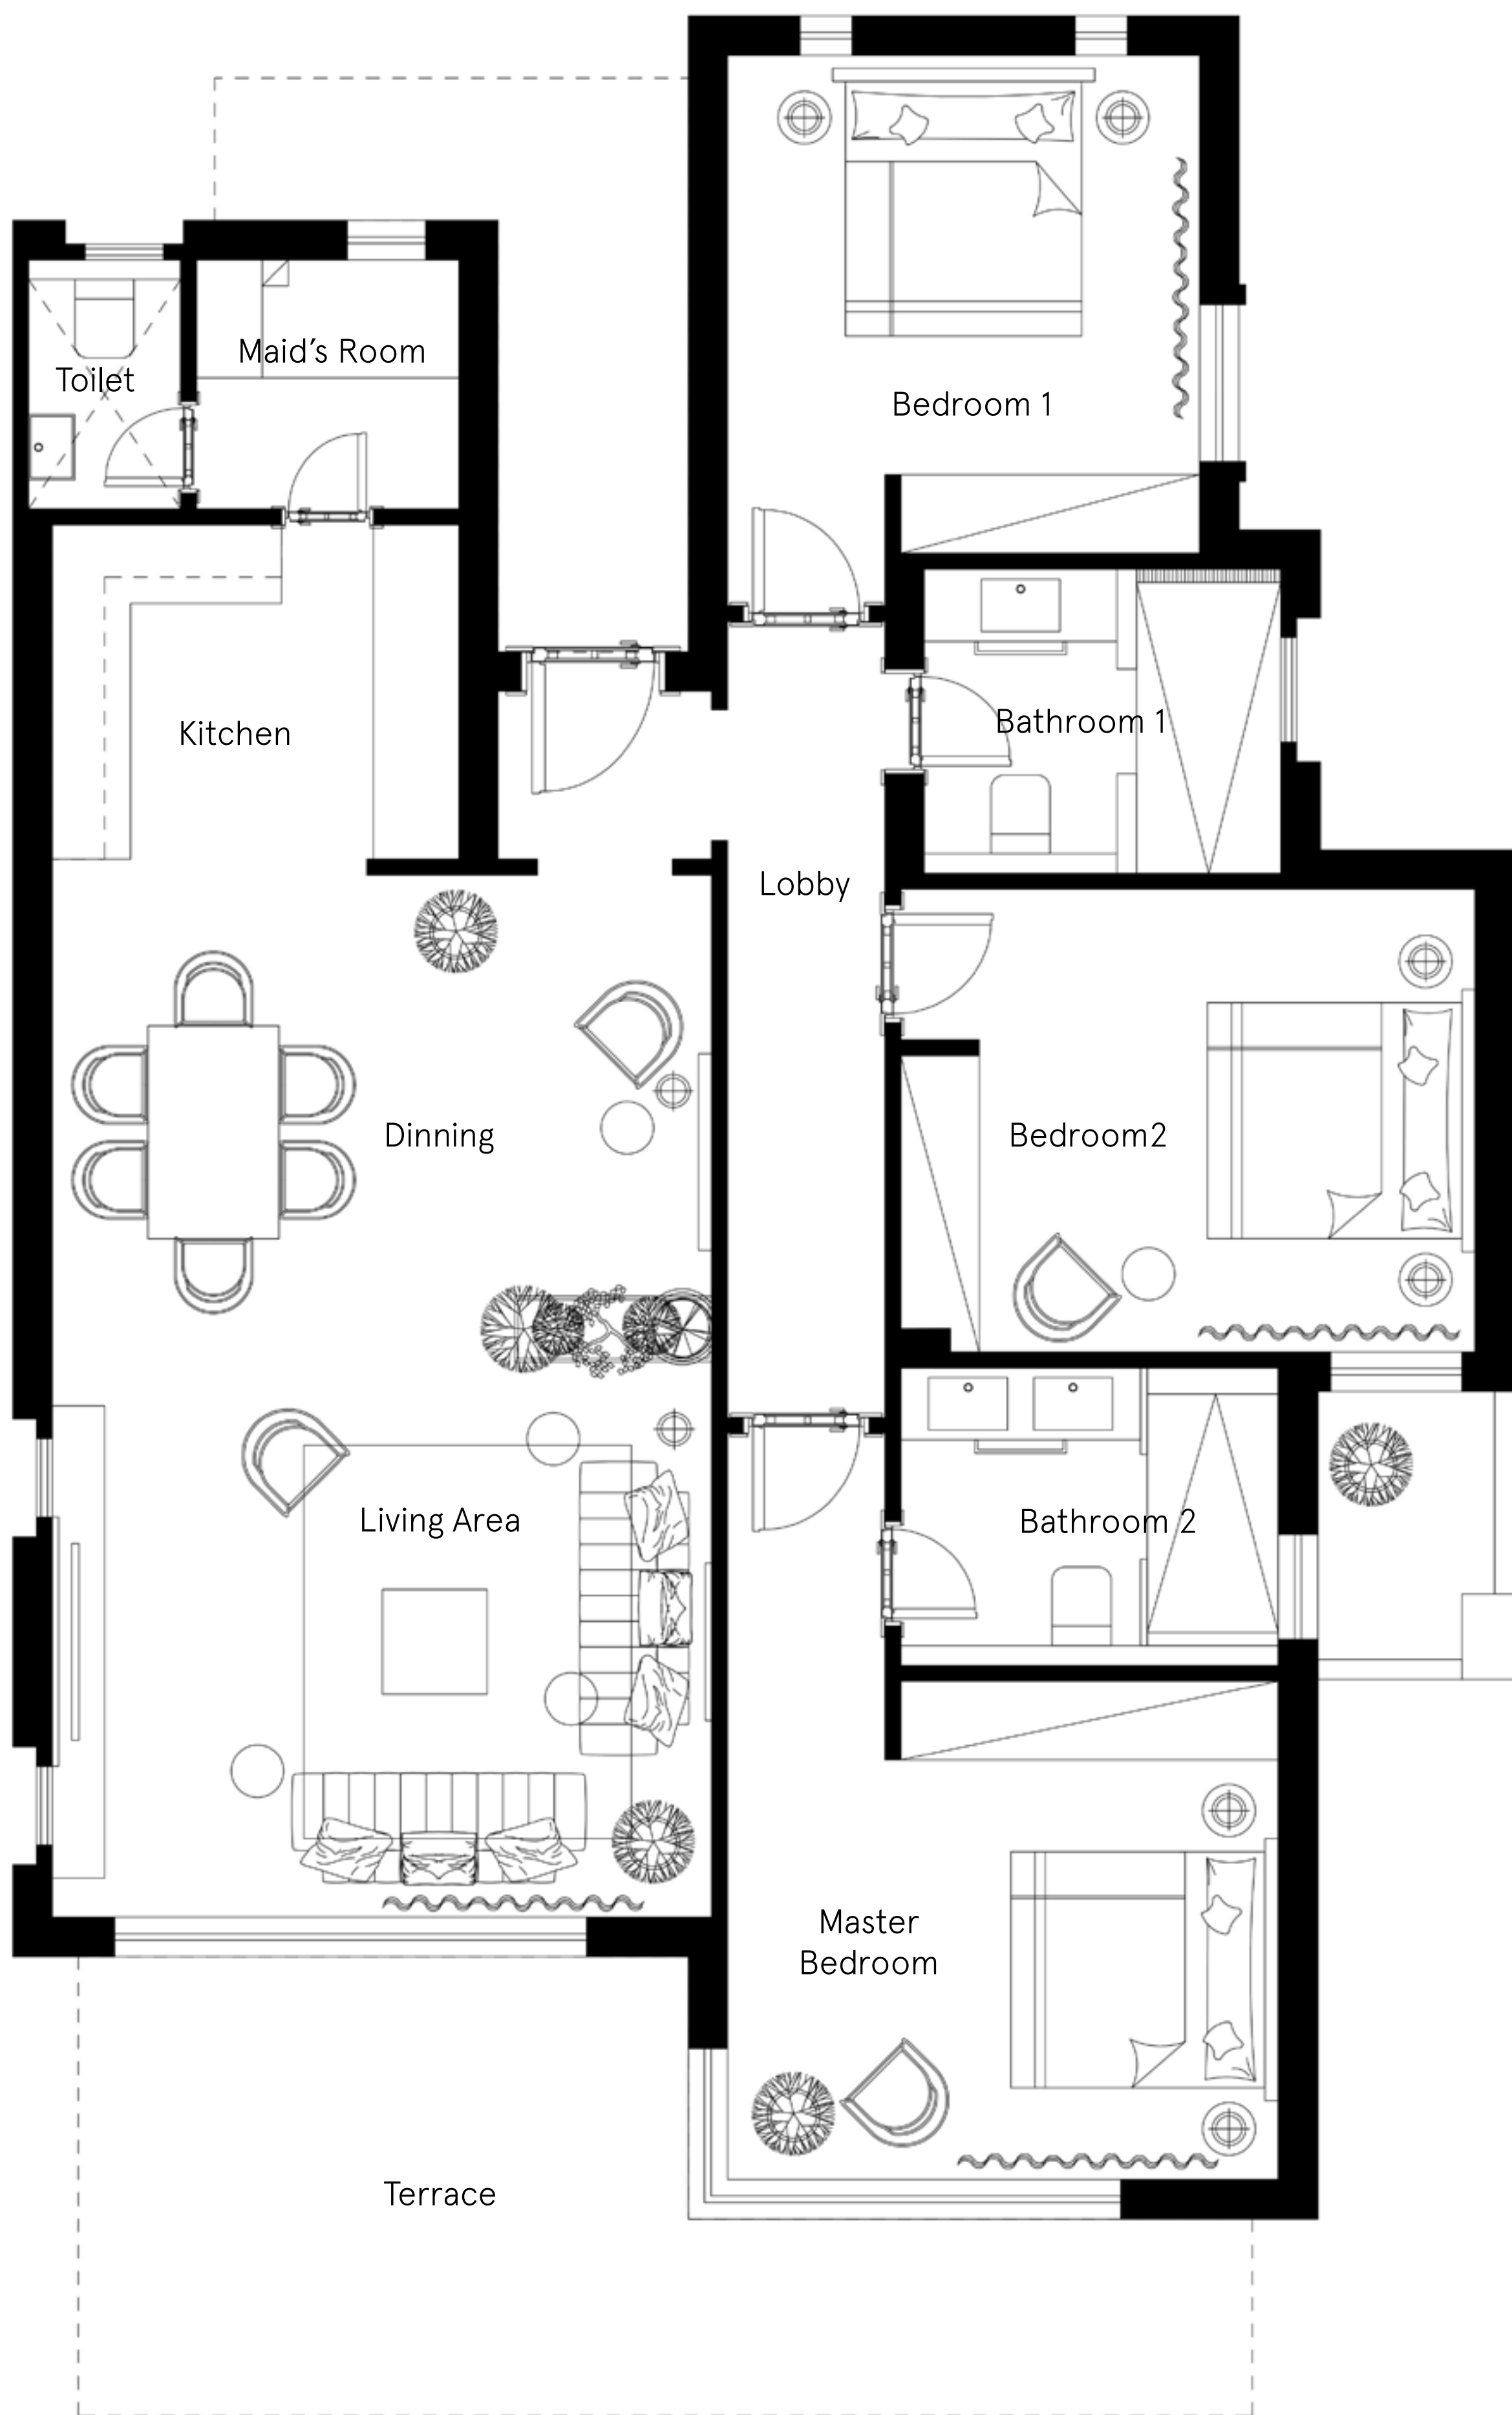 Maid's Room
Toilet
Bedroom 1
Kitchen
Bathroom 1
Lobby
Dinning
Bedroom2
Living Area
Bathroom 2
Master
Bedroom
Terrace